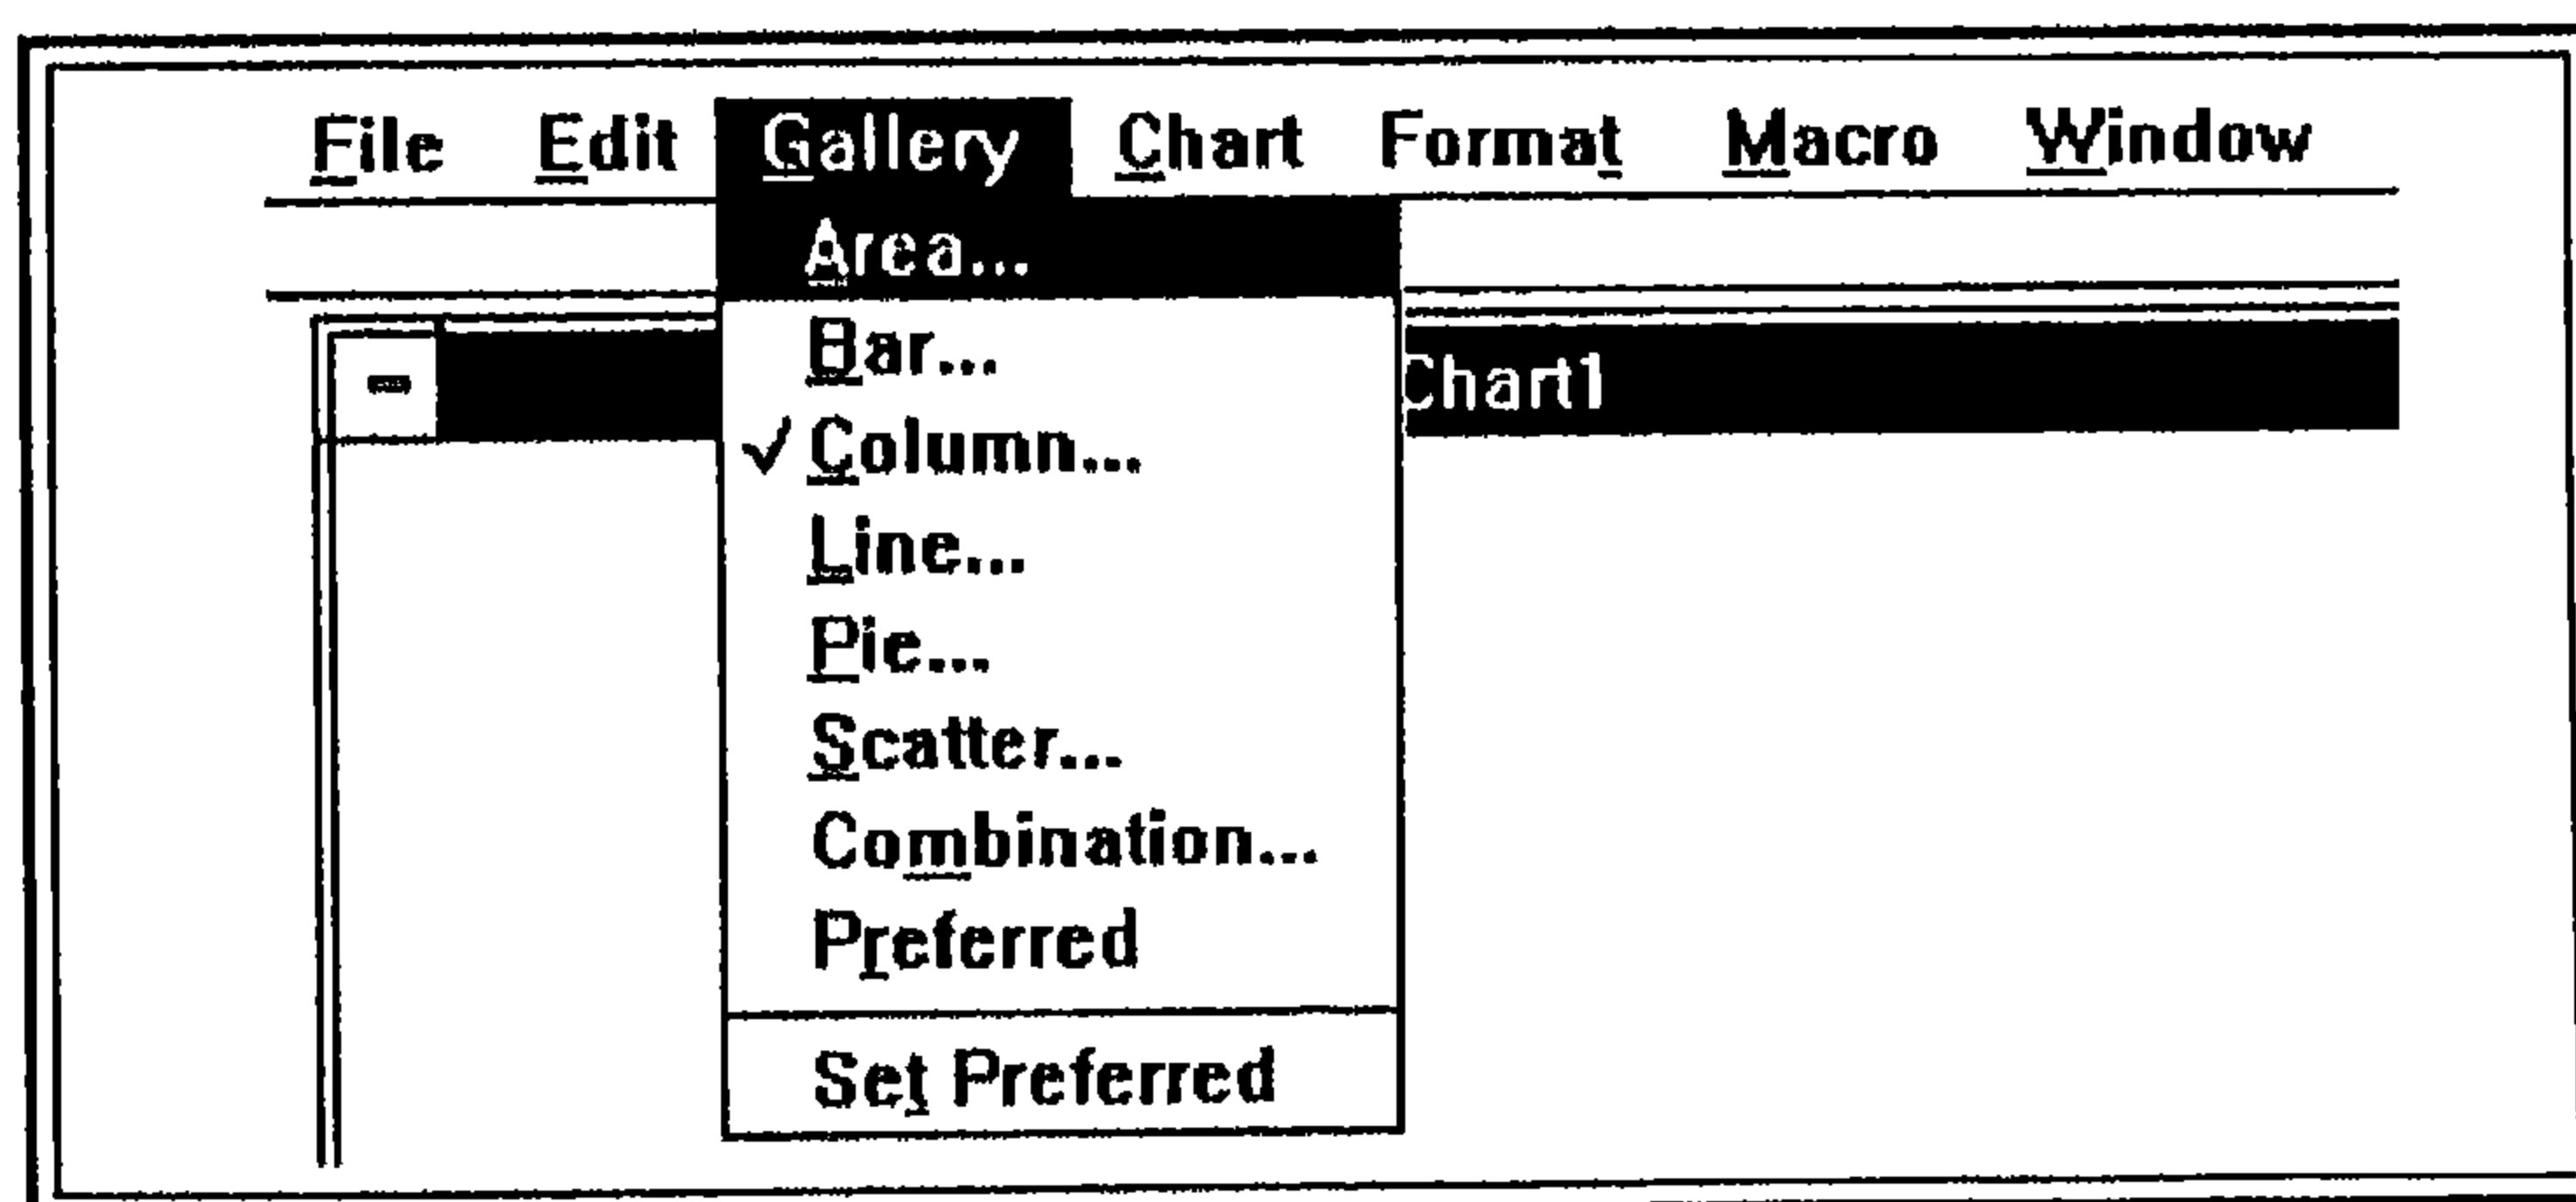 File Edit Gallery Chart Format Macro Window
Area...
Bar...
Chart1
Column...
Line...
Pie...
Scatter...
Combination...
Preferred
Set Preferred